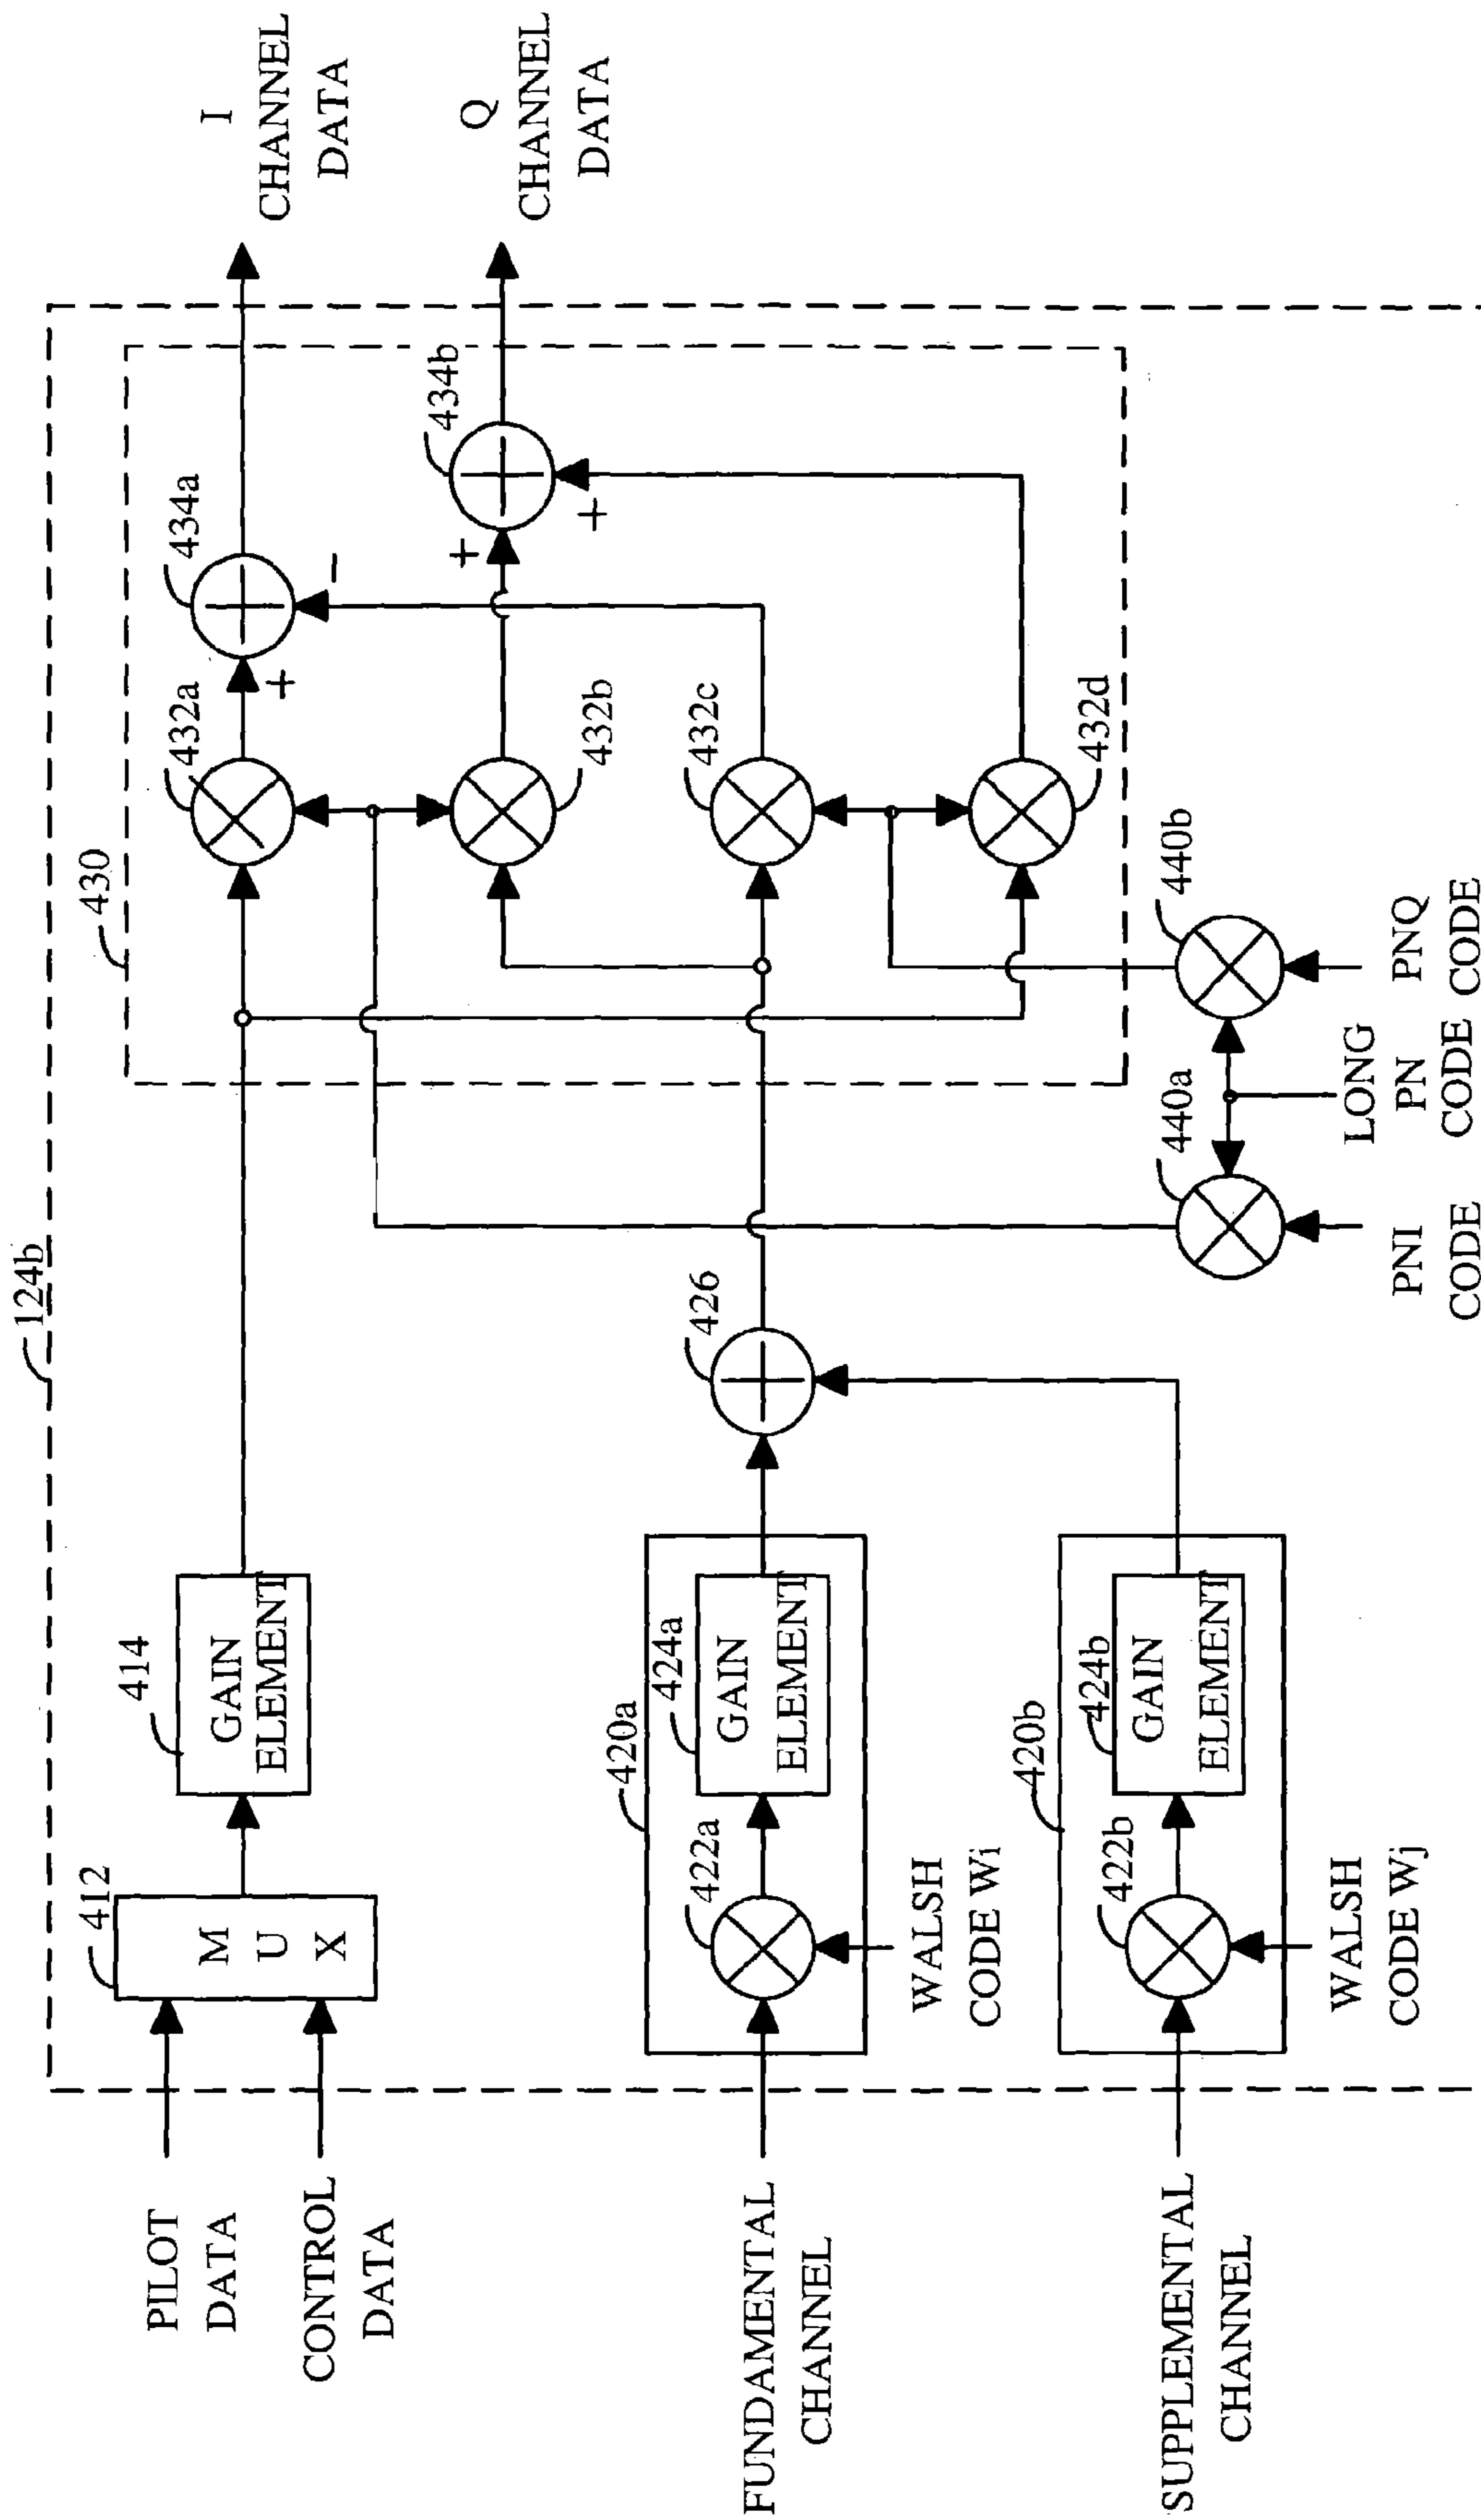 124b
PILOT
DATA
CONTROL
DATA
412
M
U
X
414
GAIN
ELEMENT
430
432a
434a
I
CHANNEL
DATA
+
−
432b
434b
Q
CHANNEL
DATA
+
+
432c
432d
FUNDAMENTAL
CHANNEL
420a
422a
424a
GAIN
ELEMENT
WALSH
CODE Wi
426
SUPPLEMENTAL
CHANNEL
420b
422b
424b
GAIN
ELEMENT
WALSH
CODE Wj
440a
440b
PNI
CODE
LONG
PN
CODE
PNQ
CODE